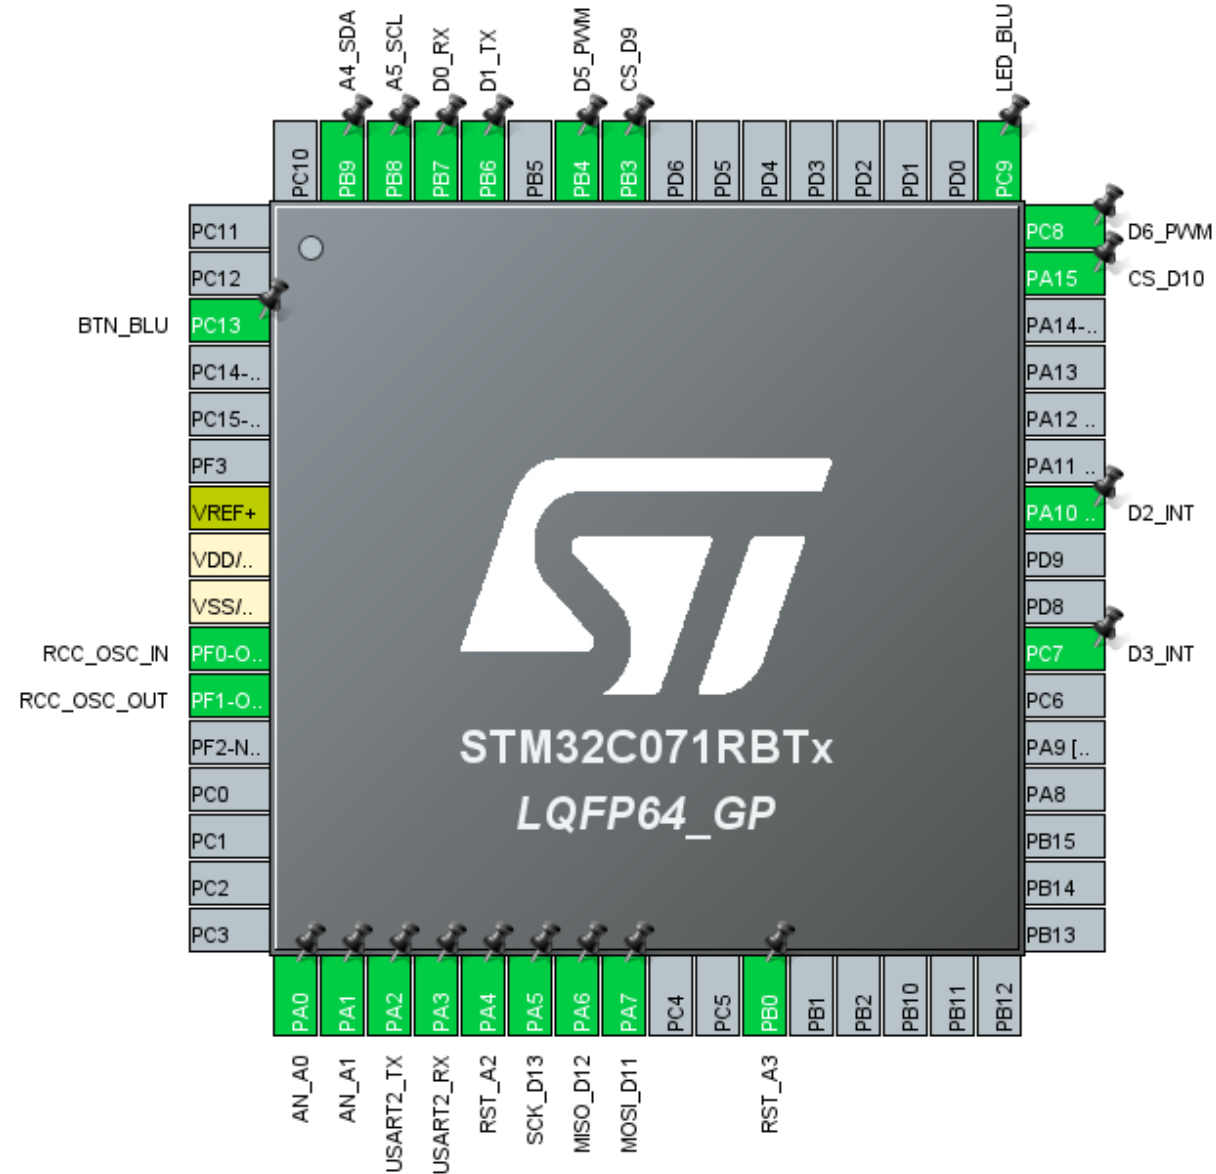 A4_SDA
A5_SCL
D0_RX
D1_TX
D5_PWM
CS_D9
LED_BLU
PC10
PB9
PB8
PB7
PB6
PB5
PB4
PB3
PD6
PD5
PD4
PD3
PD2
PD1
PD0
PC9
PC11
PC12
BTN_BLU PC13
PC14-..
PC15-..
PF3
VREF+
VDD/..
VSS/..
RCC_OSC_IN PF0-O..
RCC_OSC_OUT PF1-O..
PF2-N..
PC0
PC1
PC2
PC3
PC8 D6_PWM
PA15 CS_D10
PA14-..
PA13
PA12 ..
PA11 ..
PA10 .. D2_INT
PD9
PD8
PC7 D3_INT
PC6
PA9 [..
PA8
PB15
PB14
PB13
ST
STM32C071RBTx
LQFP64_GP
PA0
PA1
PA2
PA3
PA4
PA5
PA6
PA7
PC4
PC5
PB0
PB1
PB2
PB10
PB11
PB12
AN_A0
AN_A1
USART2_TX
USART2_RX
RST_A2
SCK_D13
MISO_D12
MOSI_D11
RST_A3